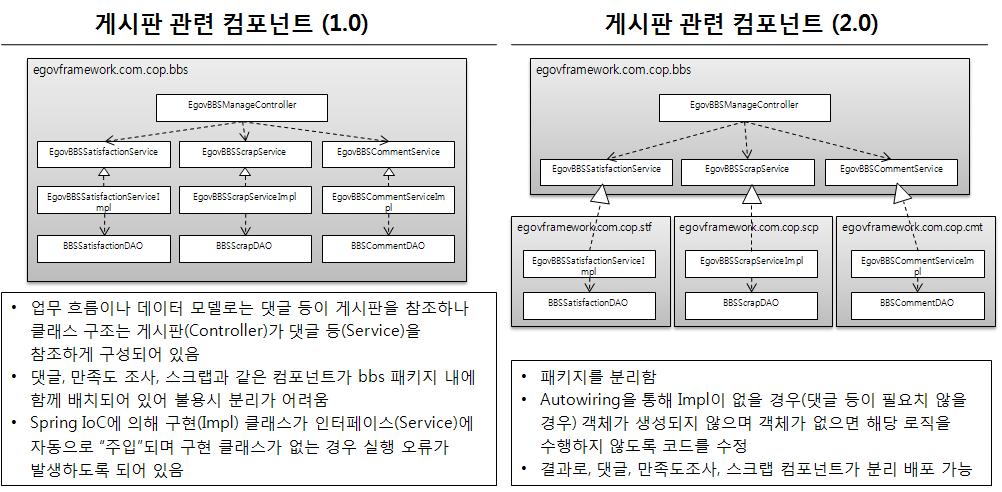 게시판 관련 컴포넌트 (1.0)
egovframework.com.cop.bbs
EgovBBSManageController
EgovBBSSatisfactionService
EgovBBSScrapService
EgovBBSCommentService
EgovBBSSatisfactionServiceI
mpl
EgovBBSScrapServiceImpl
EgovBBSCommentServiceIm
pl
BBSSatisfactionDAO
BBSScrapDAO
BBSCommentDAO
• 업무 흐름이나 데이터 모델로는 댓글 등이 게시판을 참조하나
클래스 구조는 게시판(Controller)가 댓글 등(Service)을
참조하게 구성되어 있음
• 댓글, 만족도 조사, 스크랩과 같은 컴포넌트가 bbs 패키지 내에
함께 배치되어 있어 불용시 분리가 어려움
• Spring IoC에 의해 구현(Impl) 클래스가 인터페이스(Service)에
자동으로 "주입"되며 구현 클래스가 없는 경우 실행 오류가
발생하도록 되어 있음
게시판 관련 컴포넌트 (2.0)
egovframework.com.cop.bbs
EgovBBSManageController
EgovBBSSatisfactionService
EgovBBSScrapService
EgovBBSCommentService
egovframework.com.cop.stf
EgovBBSSatisfactionServiceI
mpl
BBSSatisfactionDAO
egovframework.com.cop.scp
EgovBBSScrapServiceImpl
BBSScrapDAO
egovframework.com.cop.cmt
EgovBBSCommentServiceIm
pl
BBSCommentDAO
• 패키지를 분리함
• Autowiring을 통해 Impl이 없을 경우(댓글 등이 필요치 않을
경우) 객체가 생성되지 않으며 객체가 없으면 해당 로직을
수행하지 않도록 코드를 수정
• 결과로, 댓글, 만족도조사, 스크랩 컴포넌트가 분리 배포 가능